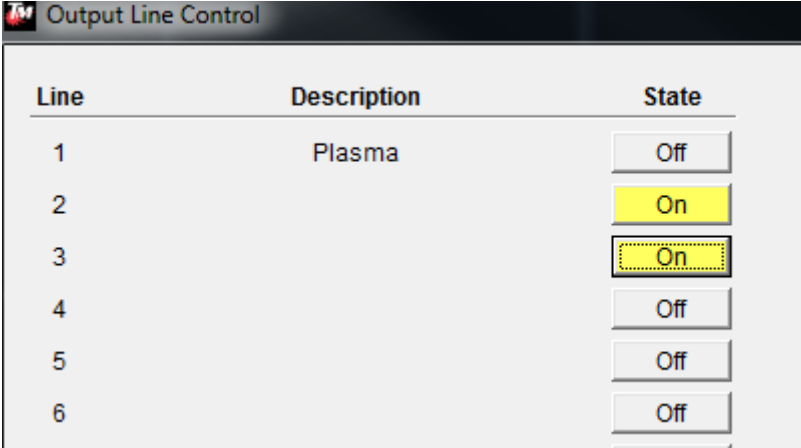 TM Output Line Control
Line Description State
1 Plasma Off
2 On
3 On
4 Off
5 Off
6 Off